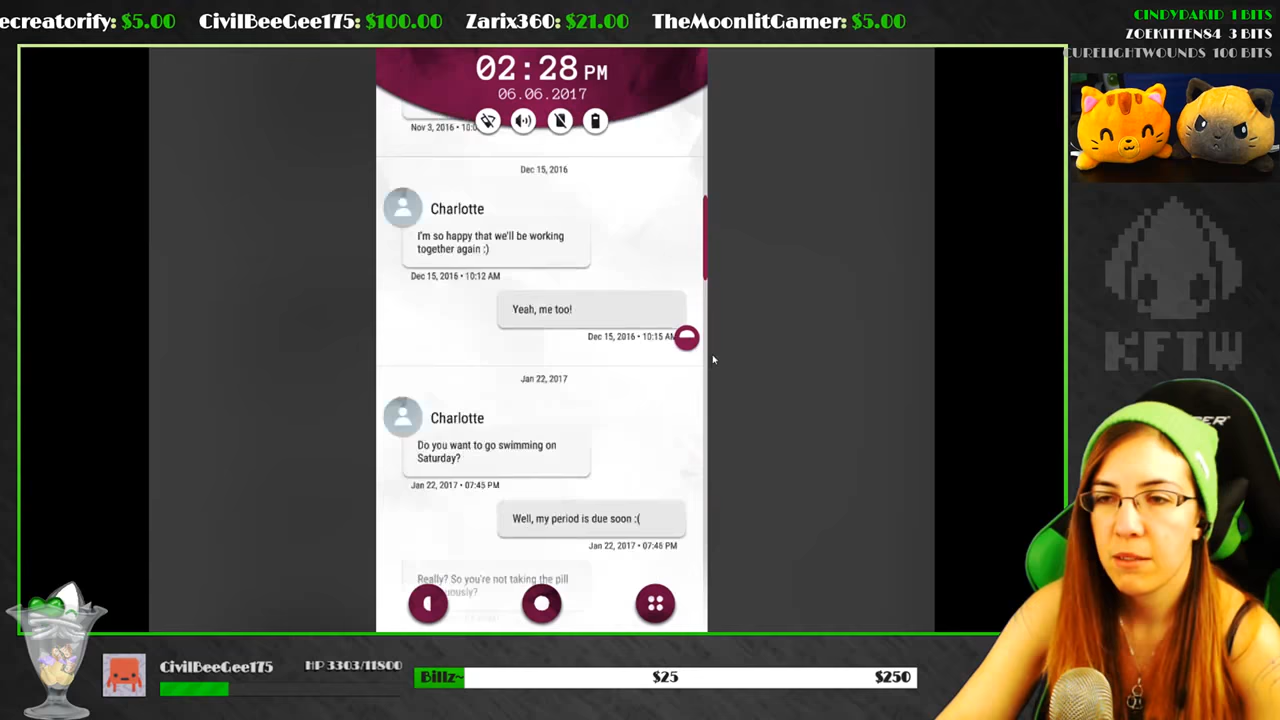 ecreatorify: $5.00 CivilBeeGee175: $100.00 Zarix360: $21.00 TheMoonlitGamer: $5.00
CINDYDAKID 1 BITS
ZOEKITTENS4 3 BITS
CURELIGHTWOUNDS 100 BITS
02:28 PM
06.06.2017
Nov 3, 2016 • 10:0
Dec 15, 2016
Charlotte
I'm so happy that we'll be working
together again :)
Dec 15, 2016 • 10:12 AM
Yeah, me too!
Dec 15, 2016 • 10:15 AM
Jan 22, 2017
Charlotte
Do you want to go swimming on
Saturday?
Jan 22, 2017 • 07:45 PM
Well, my period is due soon :(
Jan 22, 2017 • 07:46 PM
Really? So you're not taking the pill
KFTW
CivilBeeGee175 HP 3303/11800
Billz~ $25 $250